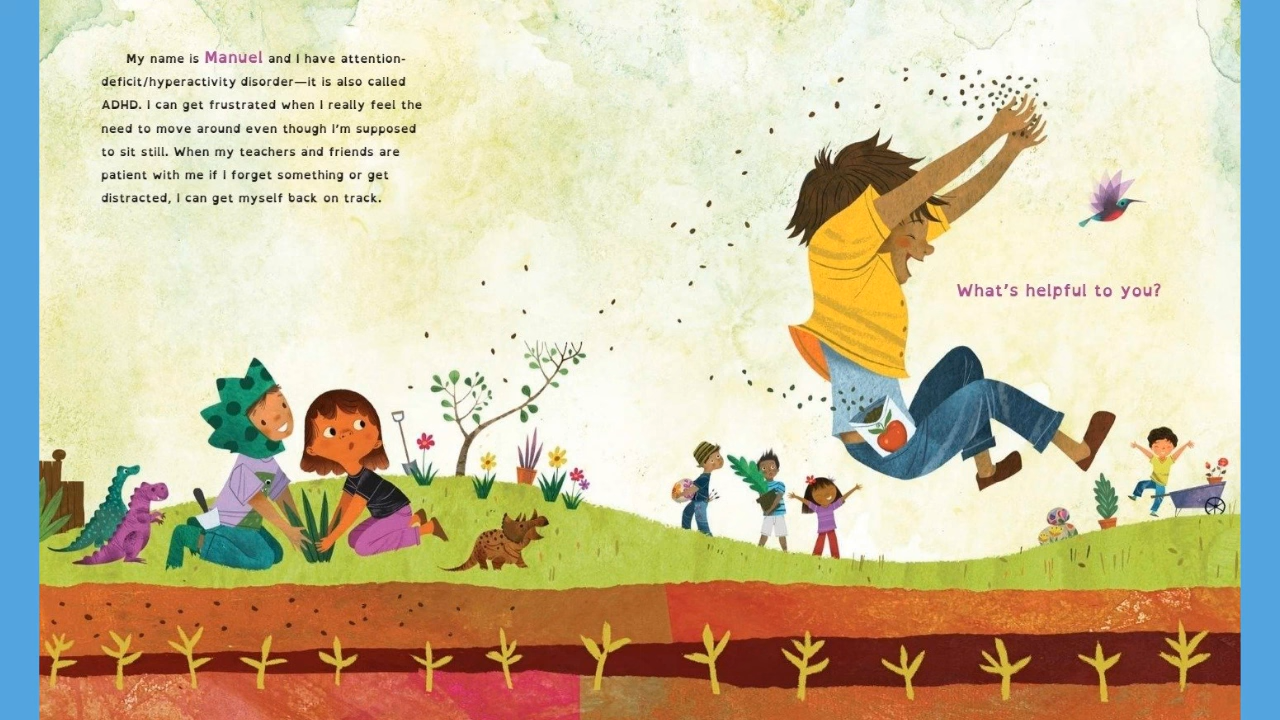 My name is Manuel and I have attention-
deficit/hyperactivity disorder—it is also called
ADHD. I can get frustrated when I really feel the
need to move around even though I'm supposed
to sit still. When my teachers and friends are
patient with me if I forget something or get
distracted, I can get myself back on track.
What's helpful to you?